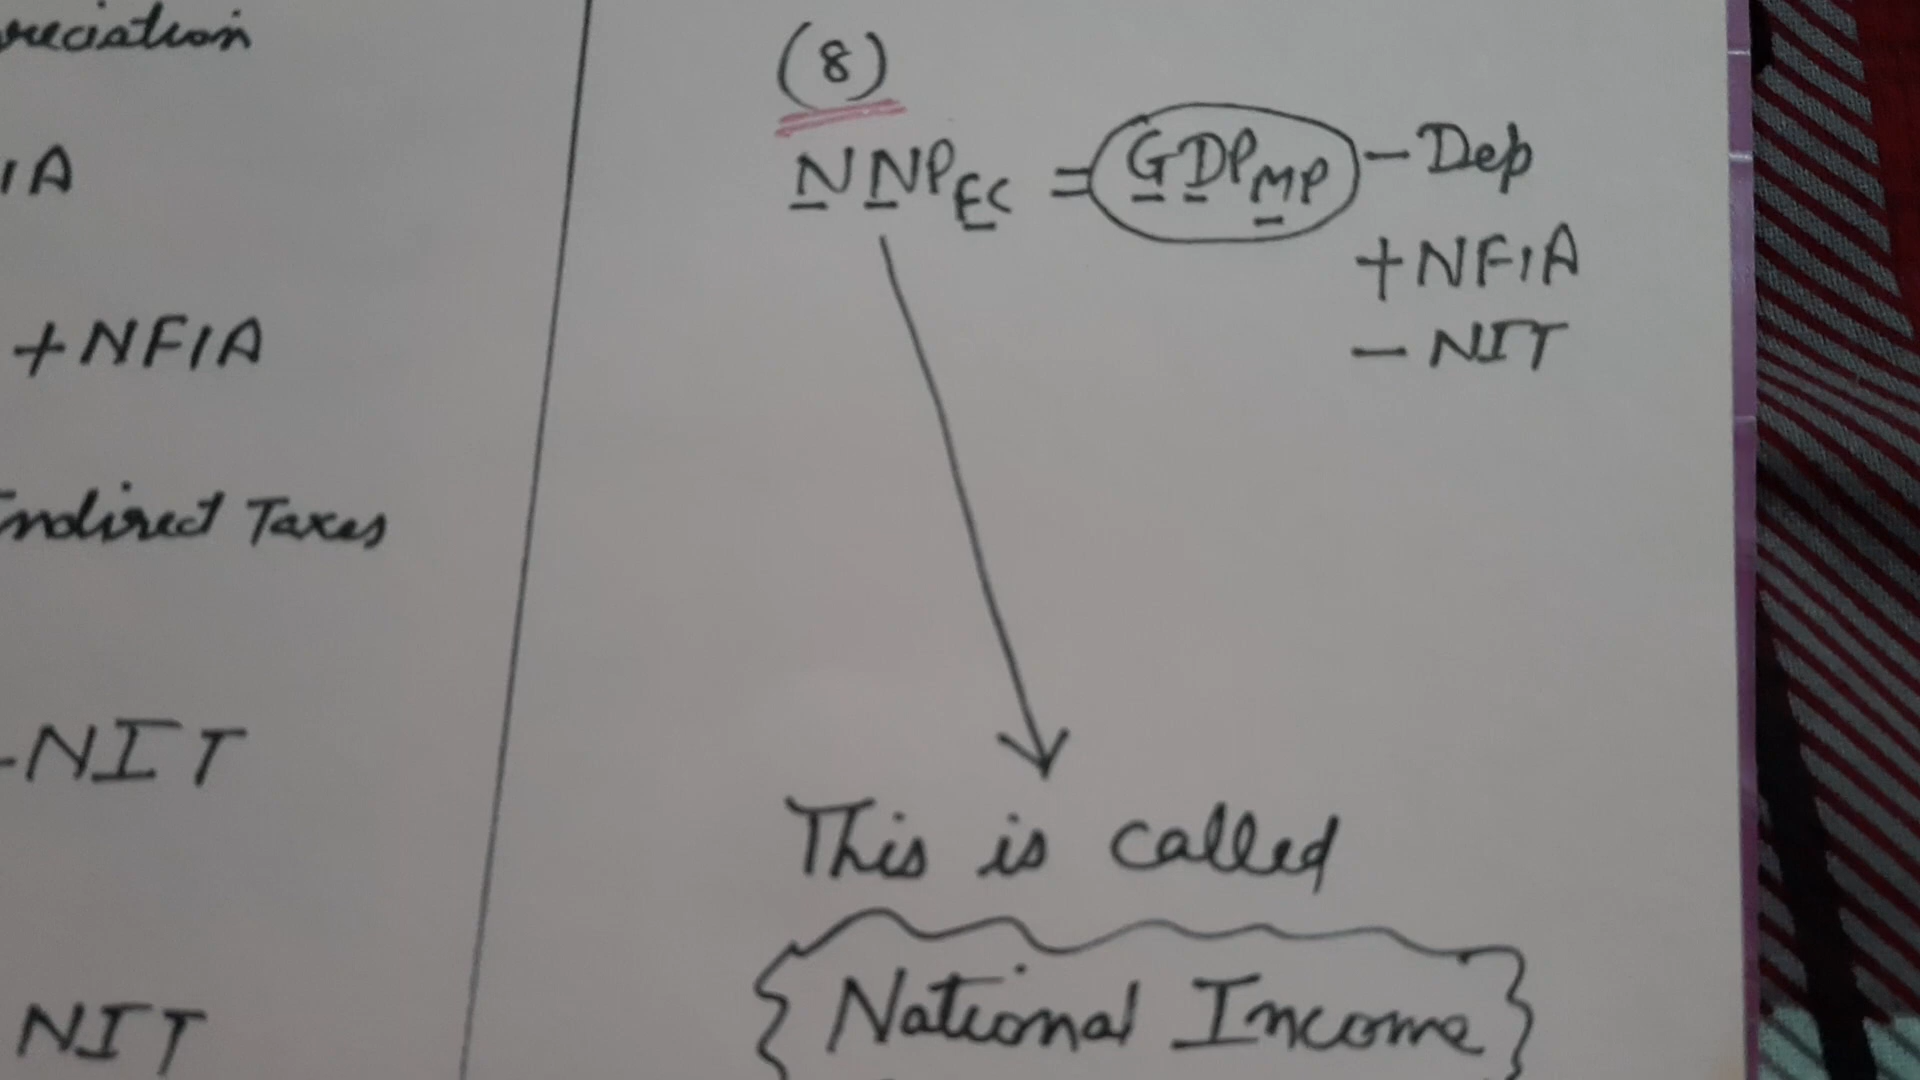 reciation
IA
+NFIA
Indirect Taxes
-NIT
NIT
(8)
NNPFC = GDPMP - Dep
+NFIA
- NIT
This is called
National Income